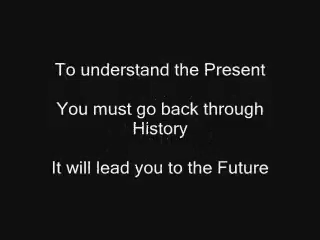 To understand the Present
You must go back through
History
It will lead you to the Future